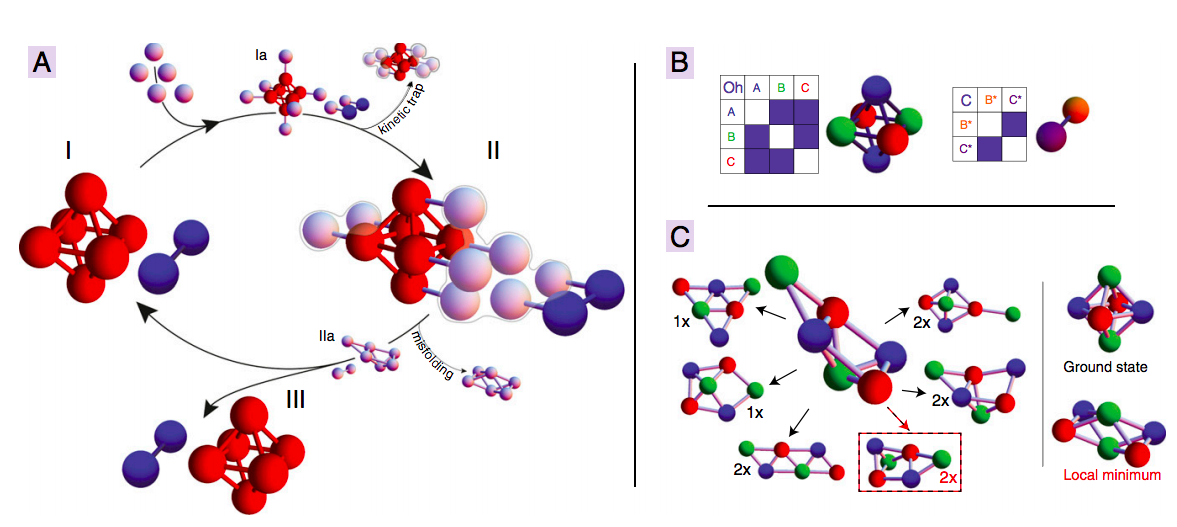 A
Ia
kinetic trap
I
II
IIa
misfolding
III
B
Oh A B C
A
B
C
C B* C*
B*
C*
C
1x
2x
1x
2x
2x
2x
Ground state
Local minimum